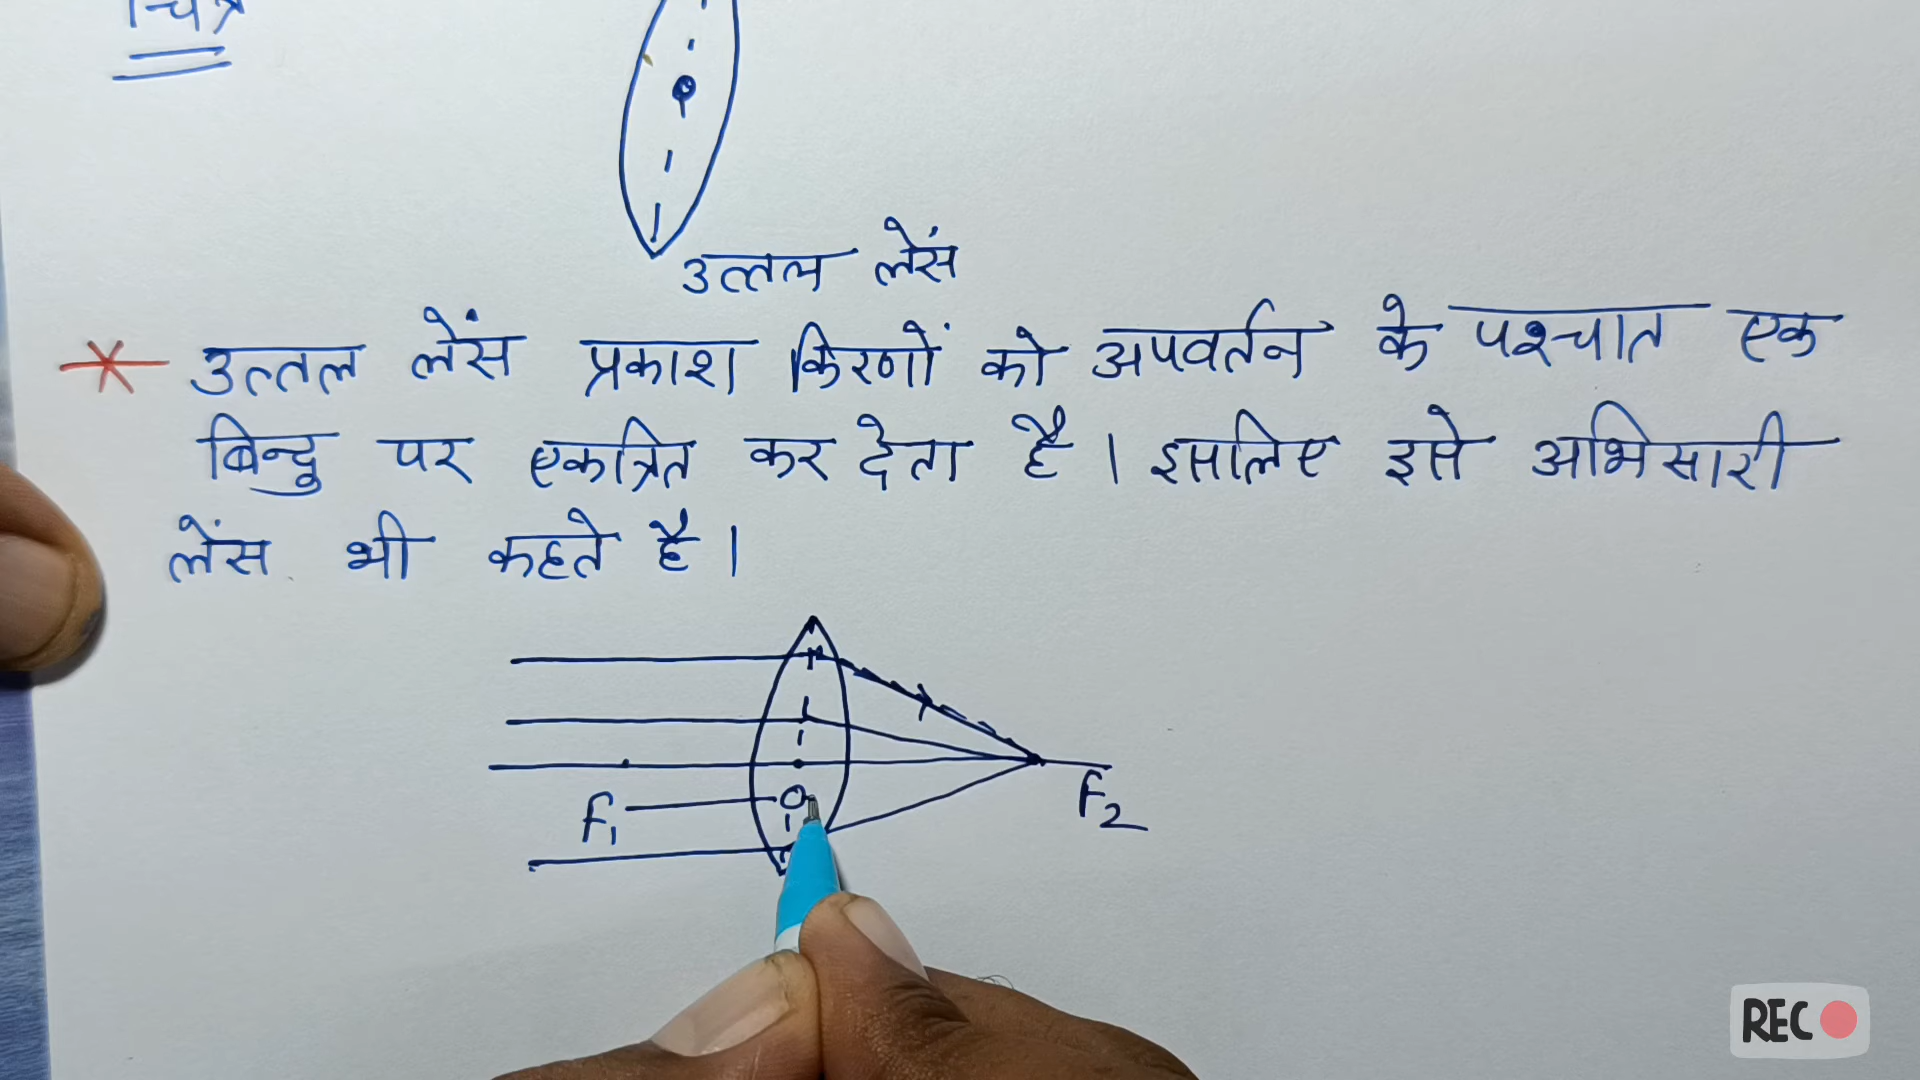 चित्र
उत्तल लेंस
* उत्तल लेंस प्रकाश किरणों को अपवर्तन के पश्चात एक
बिन्दु पर एकत्रित कर देता है। इसलिए इसे अभिसारी
लेंस भी कहते है।
F1 O F2
REC